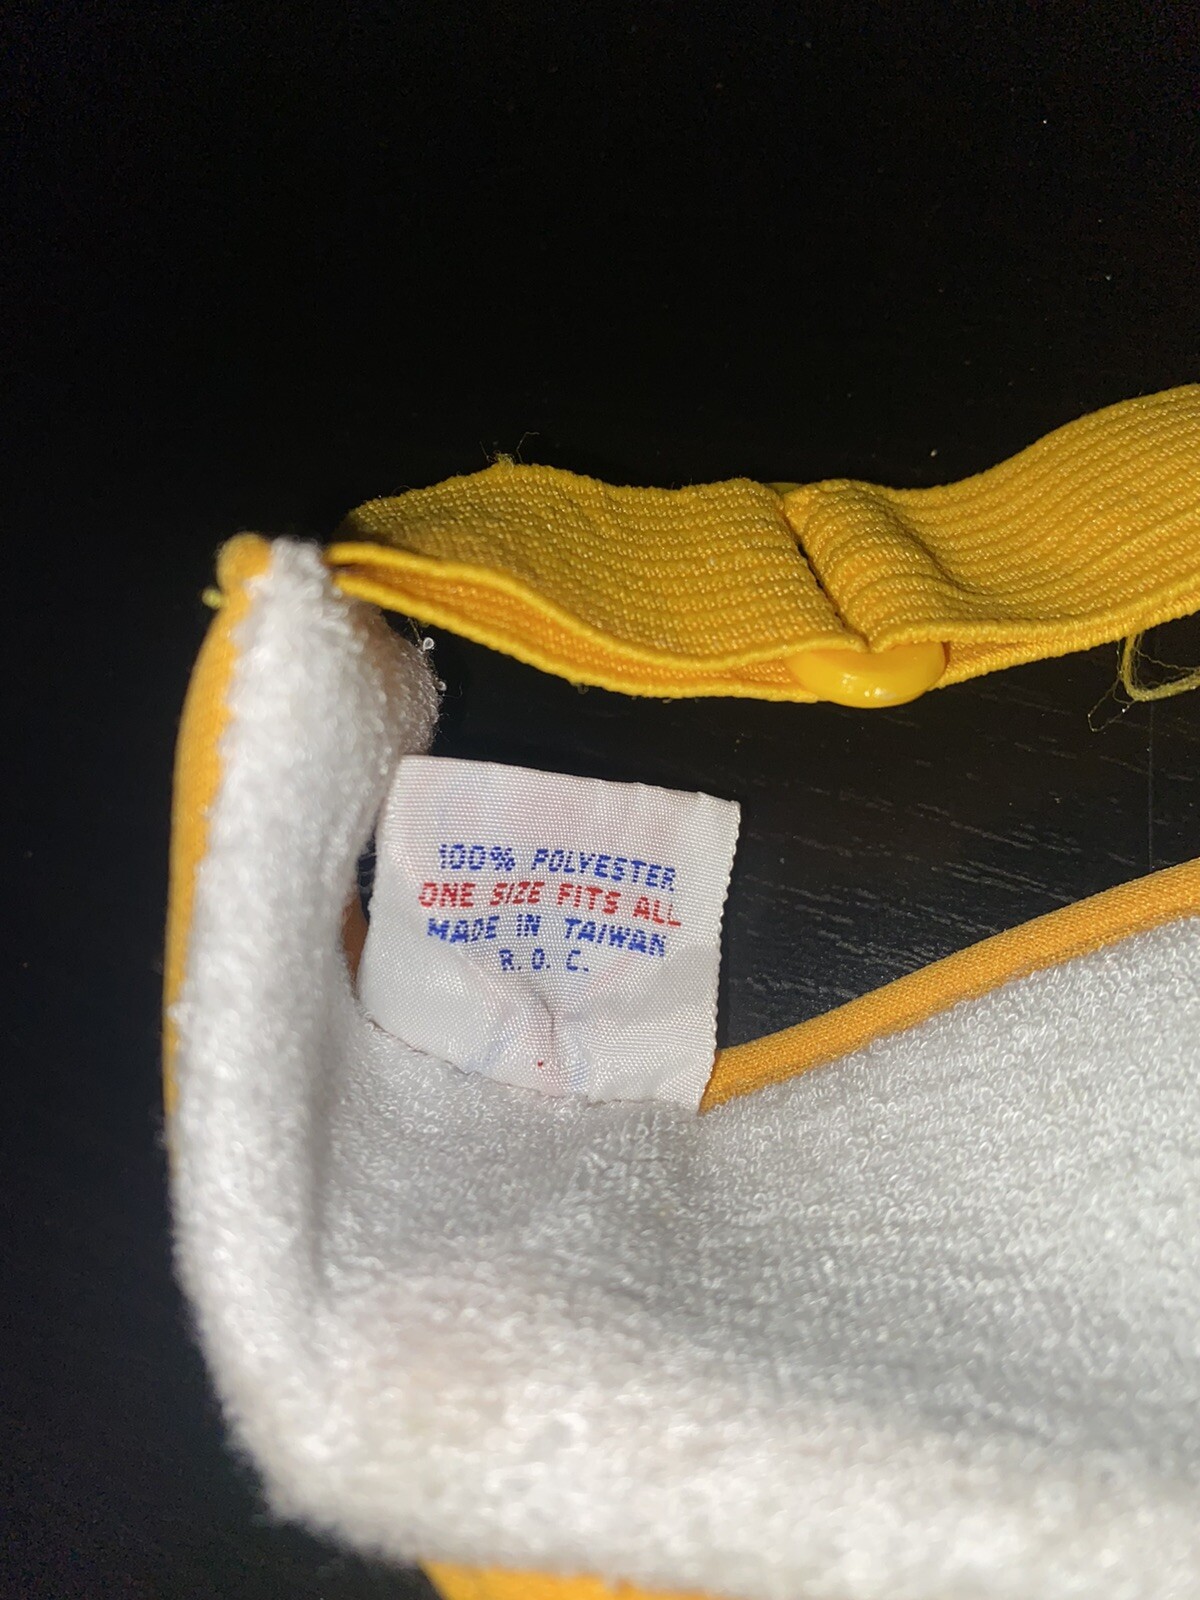 100% POLYESTER
ONE SIZE FITS ALL
MADE IN TAIWAN
R. O. C.